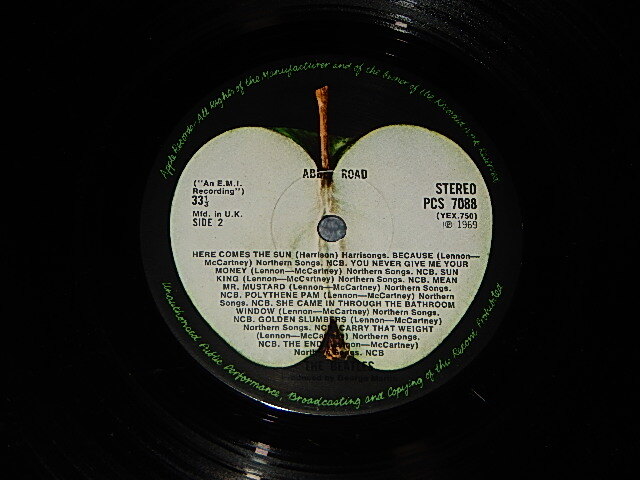 Apple Records. All Rights of the Manufacturer and of the Owner of the Recorded Work Reserved
ABBEY ROAD
("An E.M.I.
Recording")
33⅓
Mfd. in U.K.
SIDE 2
STEREO
PCS 7088
(YEX.750)
℗ 1969
HERE COMES THE SUN (Harrison) Harrisongs. BECAUSE (Lennon—
McCartney) Northern Songs. NCB. YOU NEVER GIVE ME YOUR
MONEY (Lennon—McCartney) Northern Songs. NCB. SUN
KING (Lennon—McCartney) Northern Songs. NCB. MEAN
MR. MUSTARD (Lennon—McCartney) Northern Songs.
NCB. POLYTHENE PAM (Lennon—McCartney) Northern
Songs. NCB. SHE CAME IN THROUGH THE BATHROOM
WINDOW (Lennon—McCartney) Northern Songs.
NCB. GOLDEN SLUMBERS (Lennon—McCartney)
Northern Songs. NCB. CARRY THAT WEIGHT
(Lennon—McCartney) Northern Songs.
NCB. THE END (Lennon—McCartney)
Northern Songs. NCB
THE BEATLES
Produced by George Martin
Unauthorised Public Performance, Broadcasting and Copying of this Record Prohibited